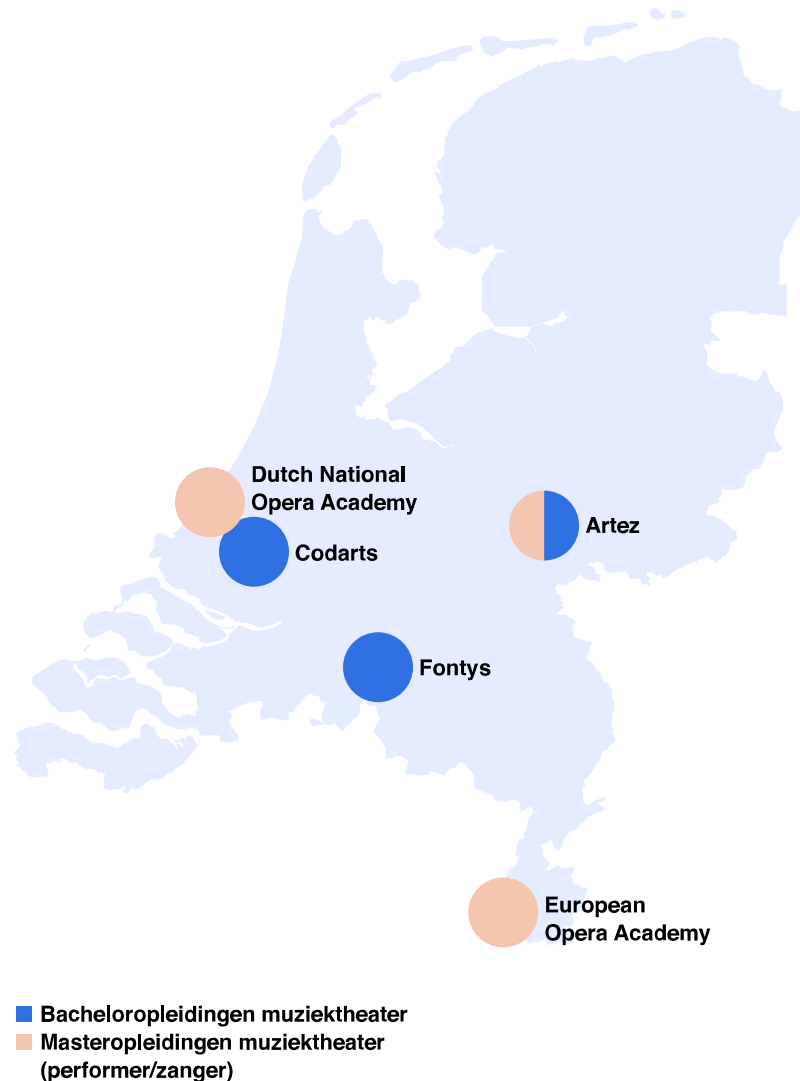 Dutch National
Opera Academy
Artez
Codarts
Fontys
European
Opera Academy
Bacheloropleidingen muziektheater
Masteropleidingen muziektheater
(performer/zanger)